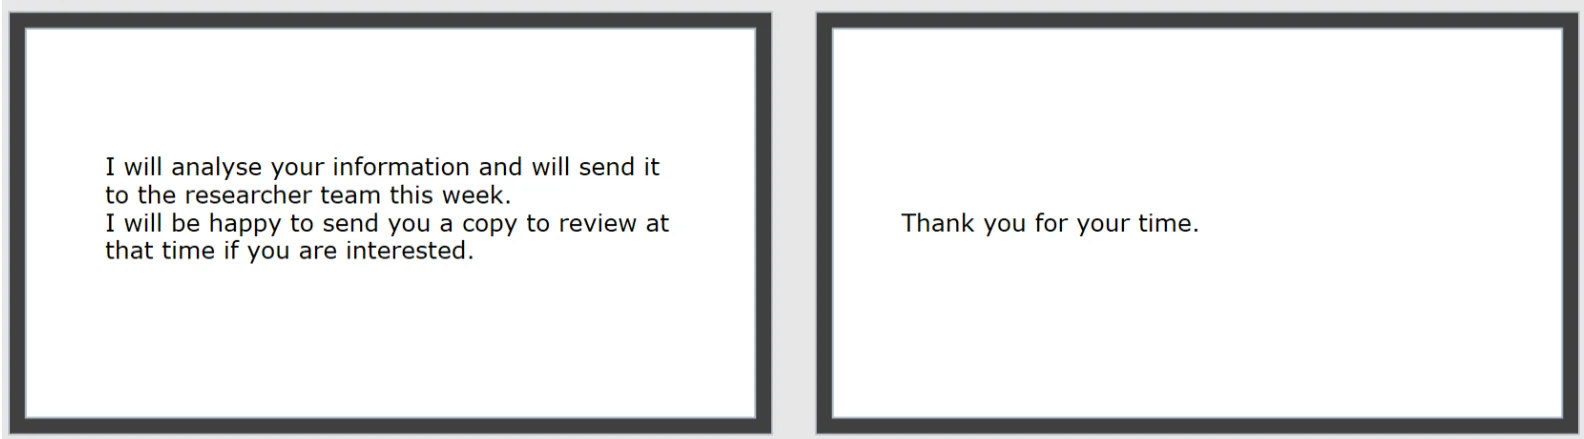 I will analyse your information and will send it
to the researcher team this week.
I will be happy to send you a copy to review at
that time if you are interested.
Thank you for your time.